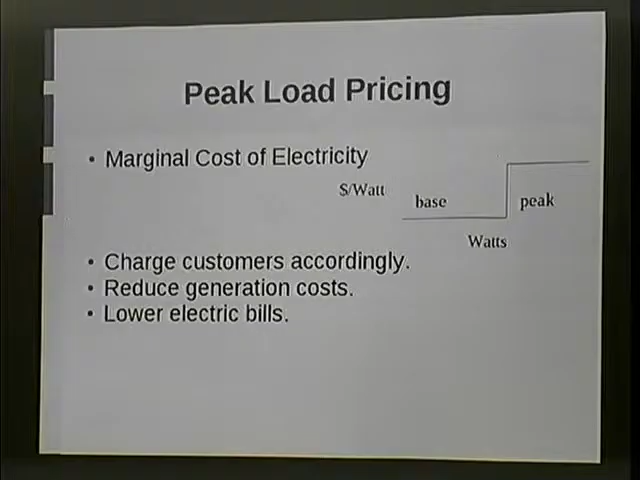 Peak Load Pricing
• Marginal Cost of Electricity
$/Watt
base
peak
Watts
• Charge customers accordingly.
• Reduce generation costs.
• Lower electric bills.